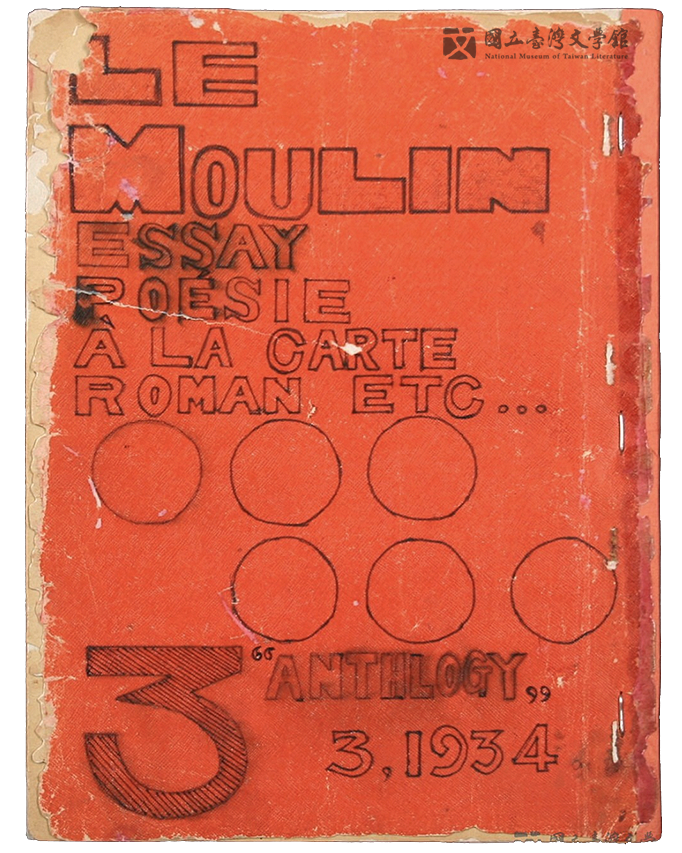 國立臺灣文學館
National Museum of Taiwan Literature
LE
MOULIN
ESSAY
POÉSIE
À LA CARTE
ROMAN ETC...
3 “ANTHLOGY”
3,1934